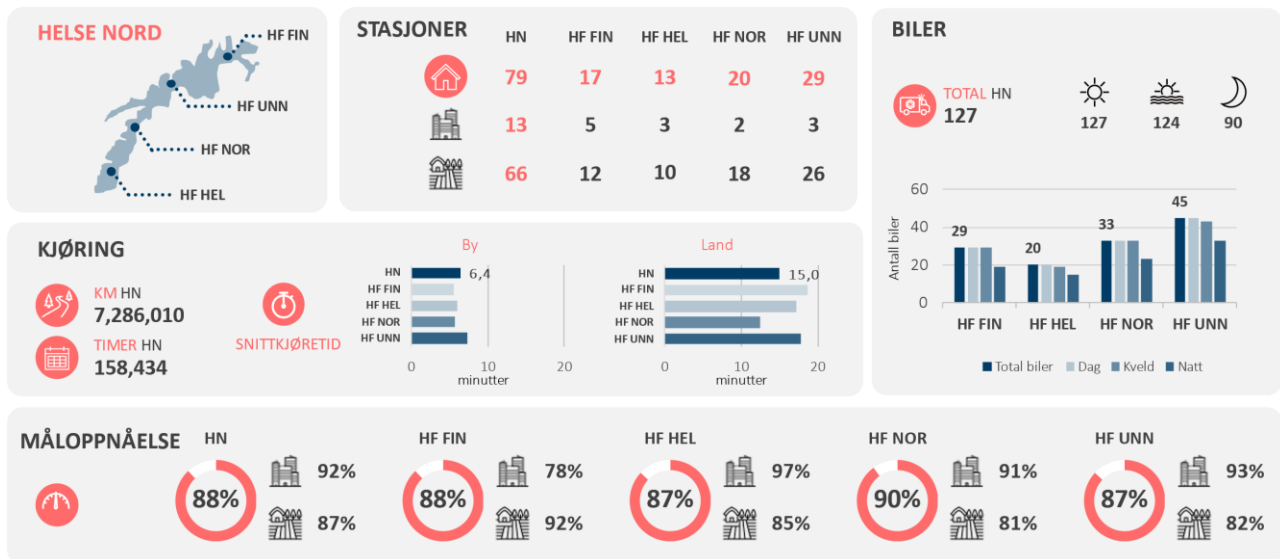 HELSE NORD
HF FIN
HF UNN
HF NOR
HF HEL
STASJONER
HN HF FIN HF HEL HF NOR HF UNN
79 17 13 20 29
13 5 3 2 3
66 12 10 18 26
BILER
TOTAL HN
127
127 124 90
60
40
20
0
Antall biler
29 20 33 45
HF FIN HF HEL HF NOR HF UNN
Total biler Dag Kveld Natt
KJØRING
KM HN
7,286,010
TIMER HN
158,434
SNITTKJØRETID
By
HN 6,4
HF FIN
HF HEL
HF NOR
HF UNN
0 10 20
minutter
Land
HN 15,0
HF FIN
HF HEL
HF NOR
HF UNN
0 10 20
minutter
MÅLOPPNÅELSE
HN
88%
92%
87%
HF FIN
88%
78%
92%
HF HEL
87%
97%
85%
HF NOR
90%
91%
81%
HF UNN
87%
93%
82%